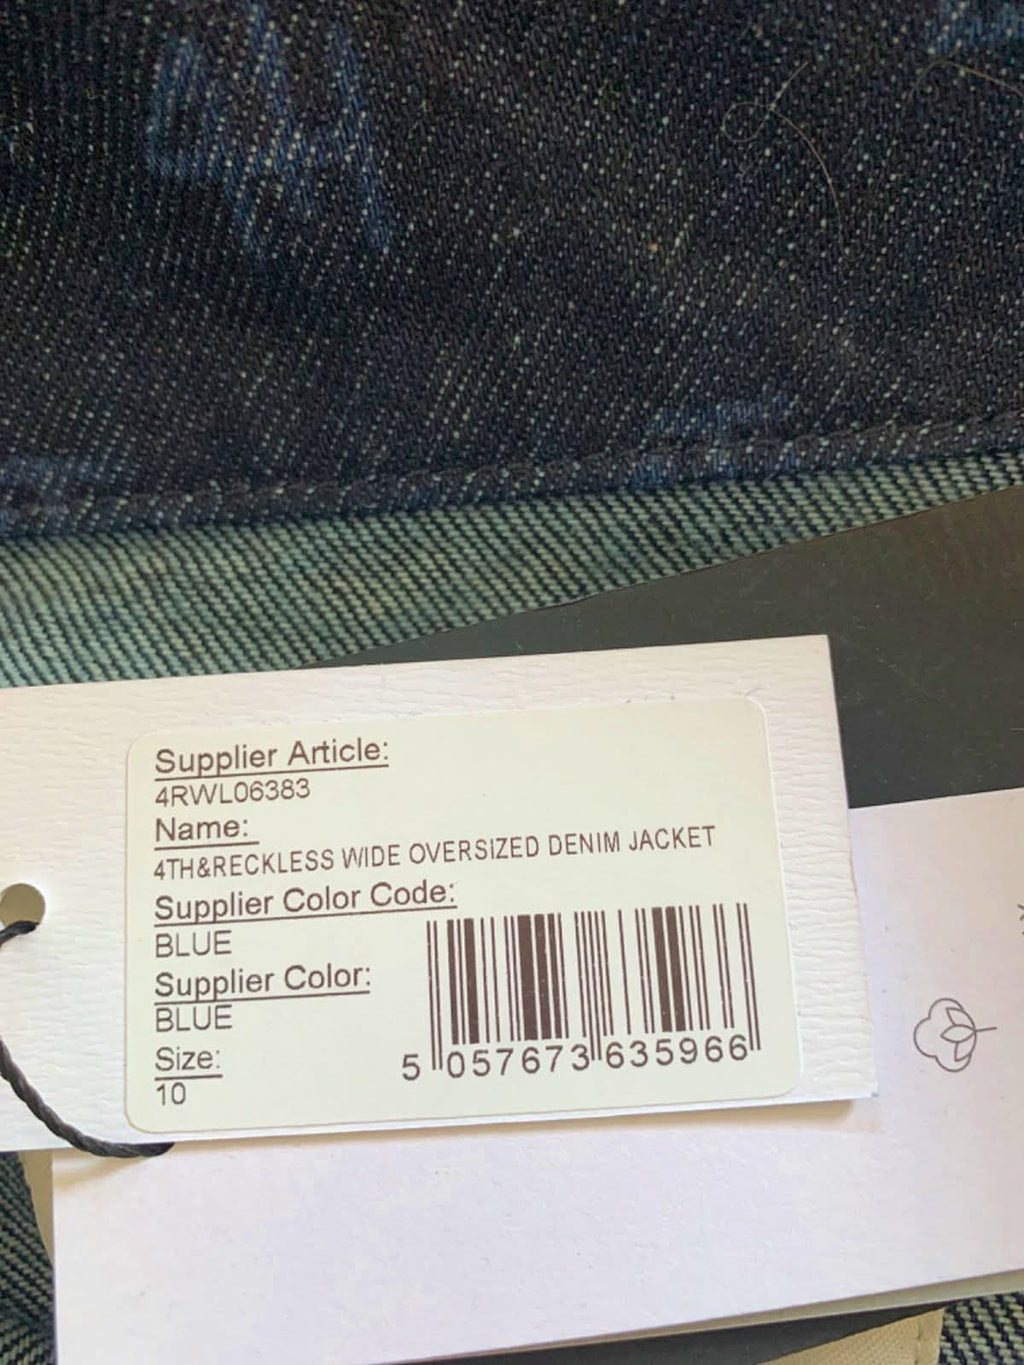 Supplier Article:
4RWL06383
Name:
4TH&RECKLESS WIDE OVERSIZED DENIM JACKET
Supplier Color Code:
BLUE
Supplier Color:
BLUE
Size:
10
5 057673 635966